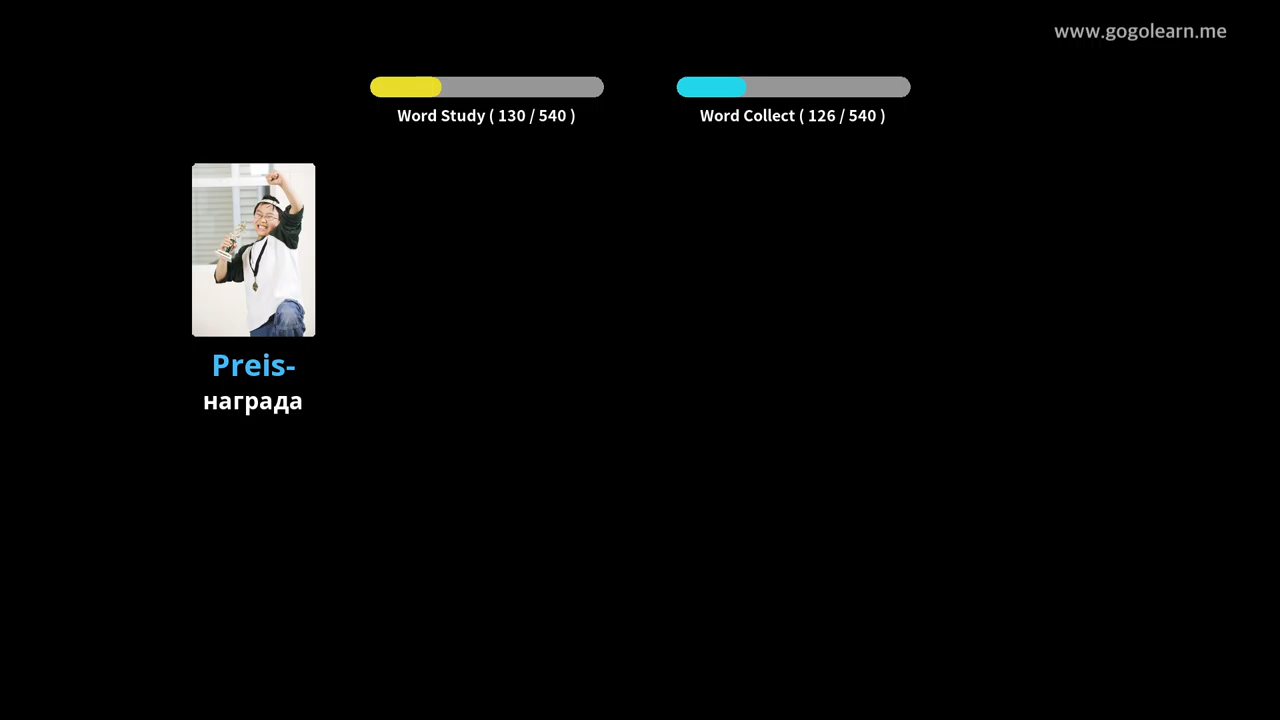 www.gogolearn.me
Word Study ( 130 / 540 )
Word Collect ( 126 / 540 )
Preis-
награда